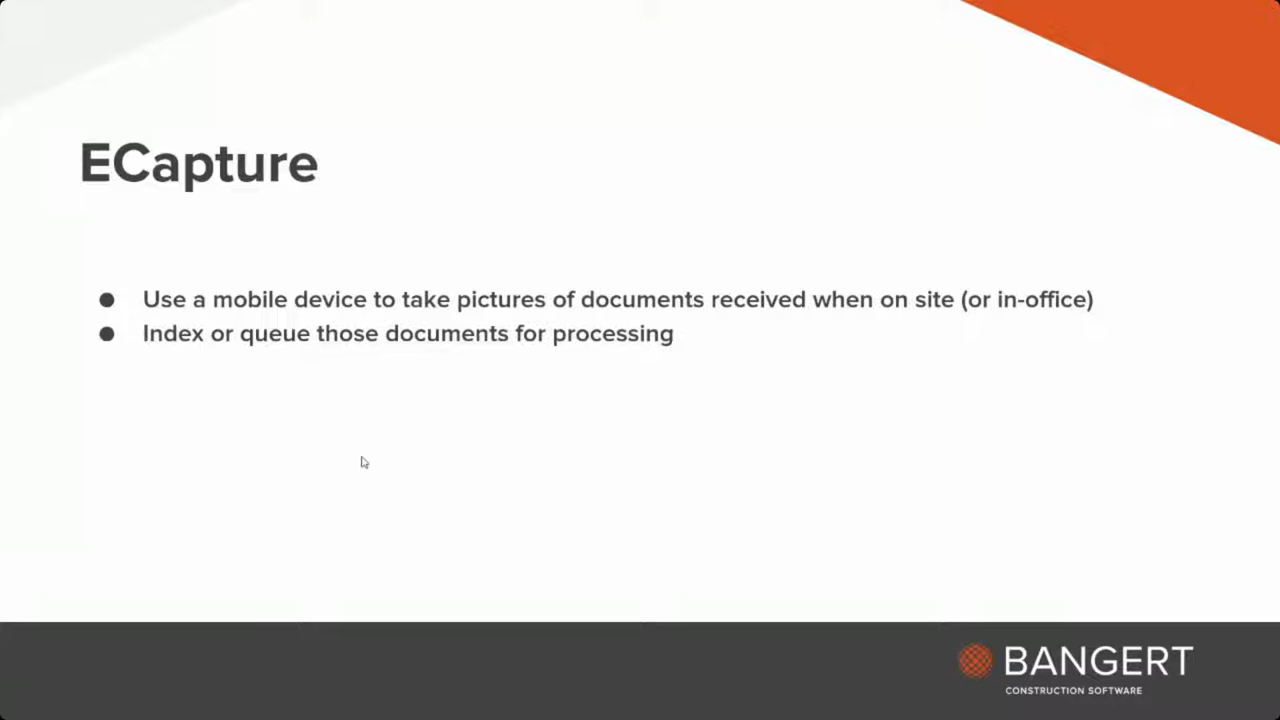 ECapture
● Use a mobile device to take pictures of documents received when on site (or in-office)
● Index or queue those documents for processing
BANGERT
CONSTRUCTION SOFTWARE